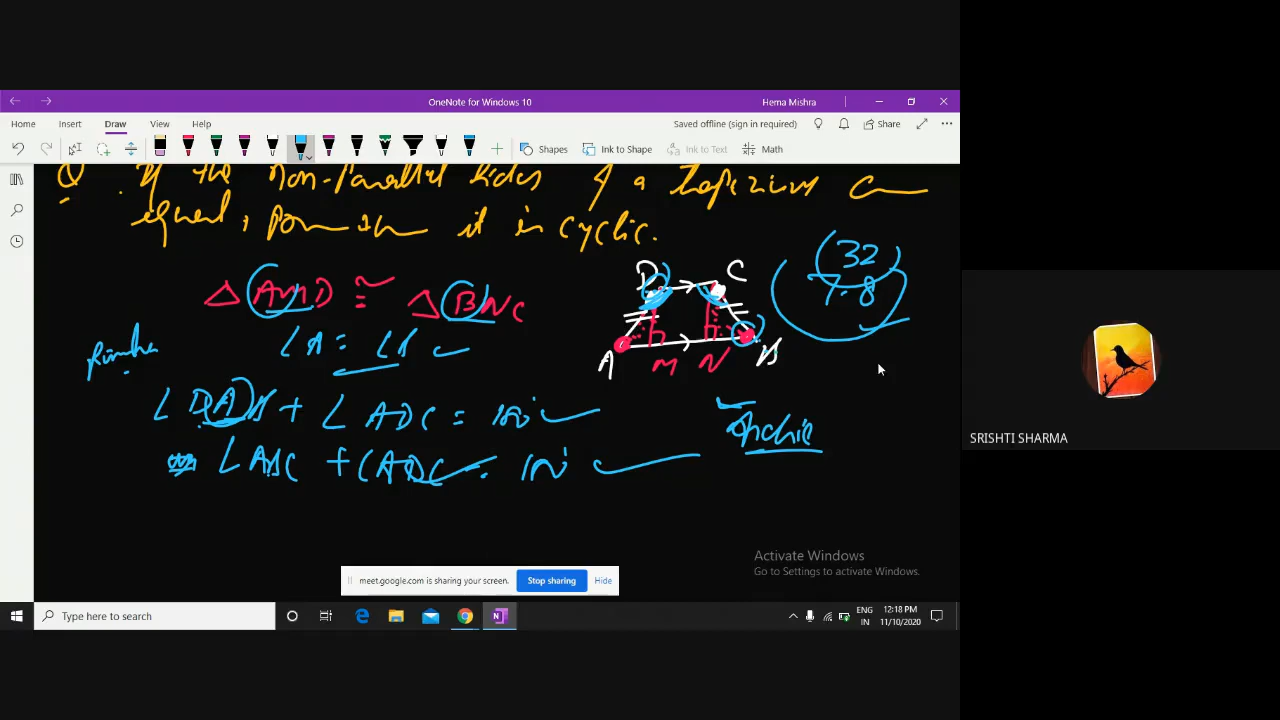 OneNote for Windows 10
Hema Mishra
Home Insert Draw View Help
Saved offline (sign in required)
Share
Shapes Ink to Shape Ink to Text Math
Q. If the non-parallel sides of a trapezium
equal, it is cyclic.
Δ AMD ≅ Δ BNC
∠A = ∠B
∠DAB + ∠ADC = 180°
∠ABC + ∠ADC = 180°
D C
A M N B
(32
7.8)
SRISHTI SHARMA
Activate Windows
Go to Settings to activate Windows.
meet.google.com is sharing your screen. Stop sharing Hide
Type here to search
ENG
IN
12:18 PM
11/10/2020